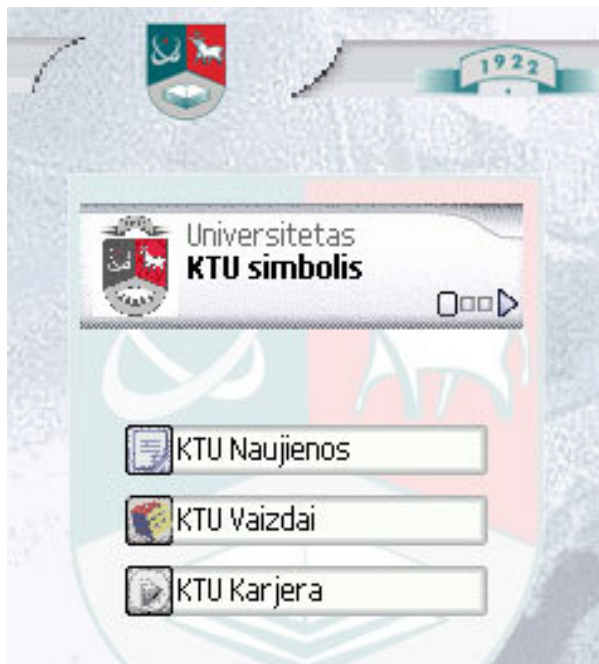 1922
Universitetas
KTU simbolis
KTU Naujienos
KTU Vaizdai
KTU Karjera